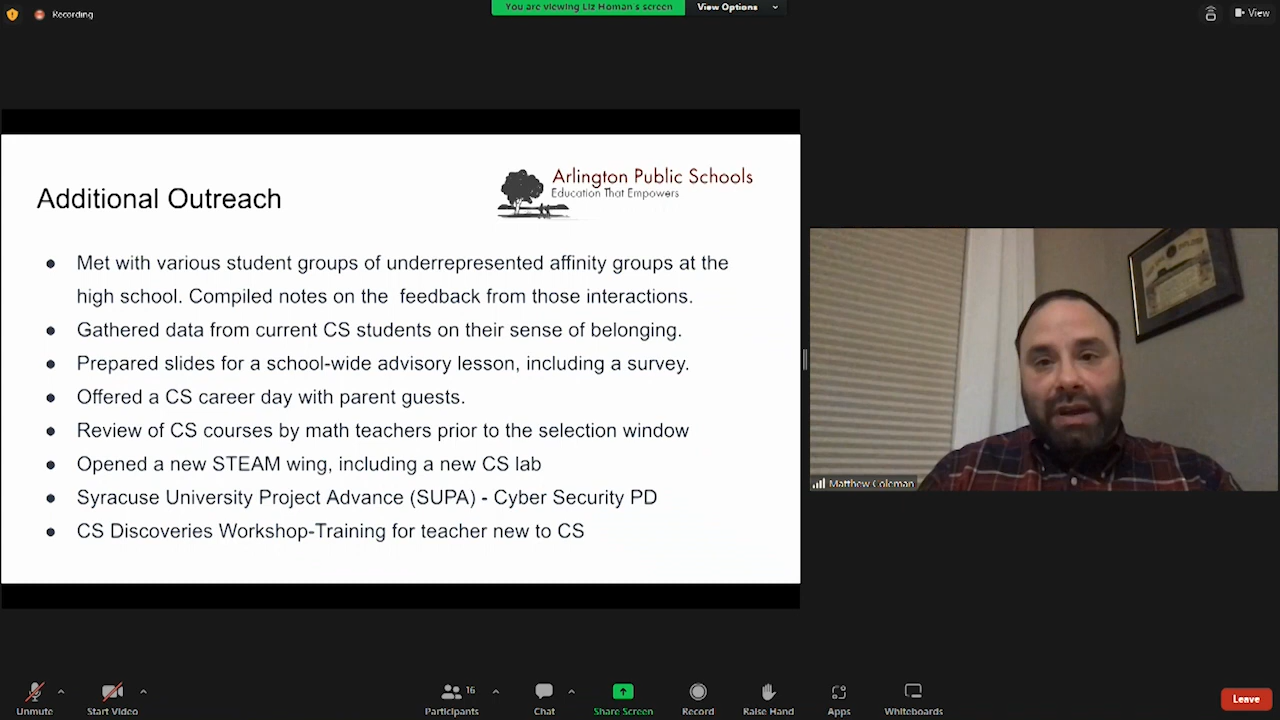 Recording
You are viewing Liz Homan's screen
View Options
View
Additional Outreach
Arlington Public Schools
Education That Empowers
● Met with various student groups of underrepresented affinity groups at the
high school. Compiled notes on the feedback from those interactions.
● Gathered data from current CS students on their sense of belonging.
● Prepared slides for a school-wide advisory lesson, including a survey.
● Offered a CS career day with parent guests.
● Review of CS courses by math teachers prior to the selection window
● Opened a new STEAM wing, including a new CS lab
● Syracuse University Project Advance (SUPA) - Cyber Security PD
● CS Discoveries Workshop-Training for teacher new to CS
Matthew Coleman
Unmute
Start Video
16
Participants
Chat
Share Screen
Record
Raise Hand
Apps
Whiteboards
Leave